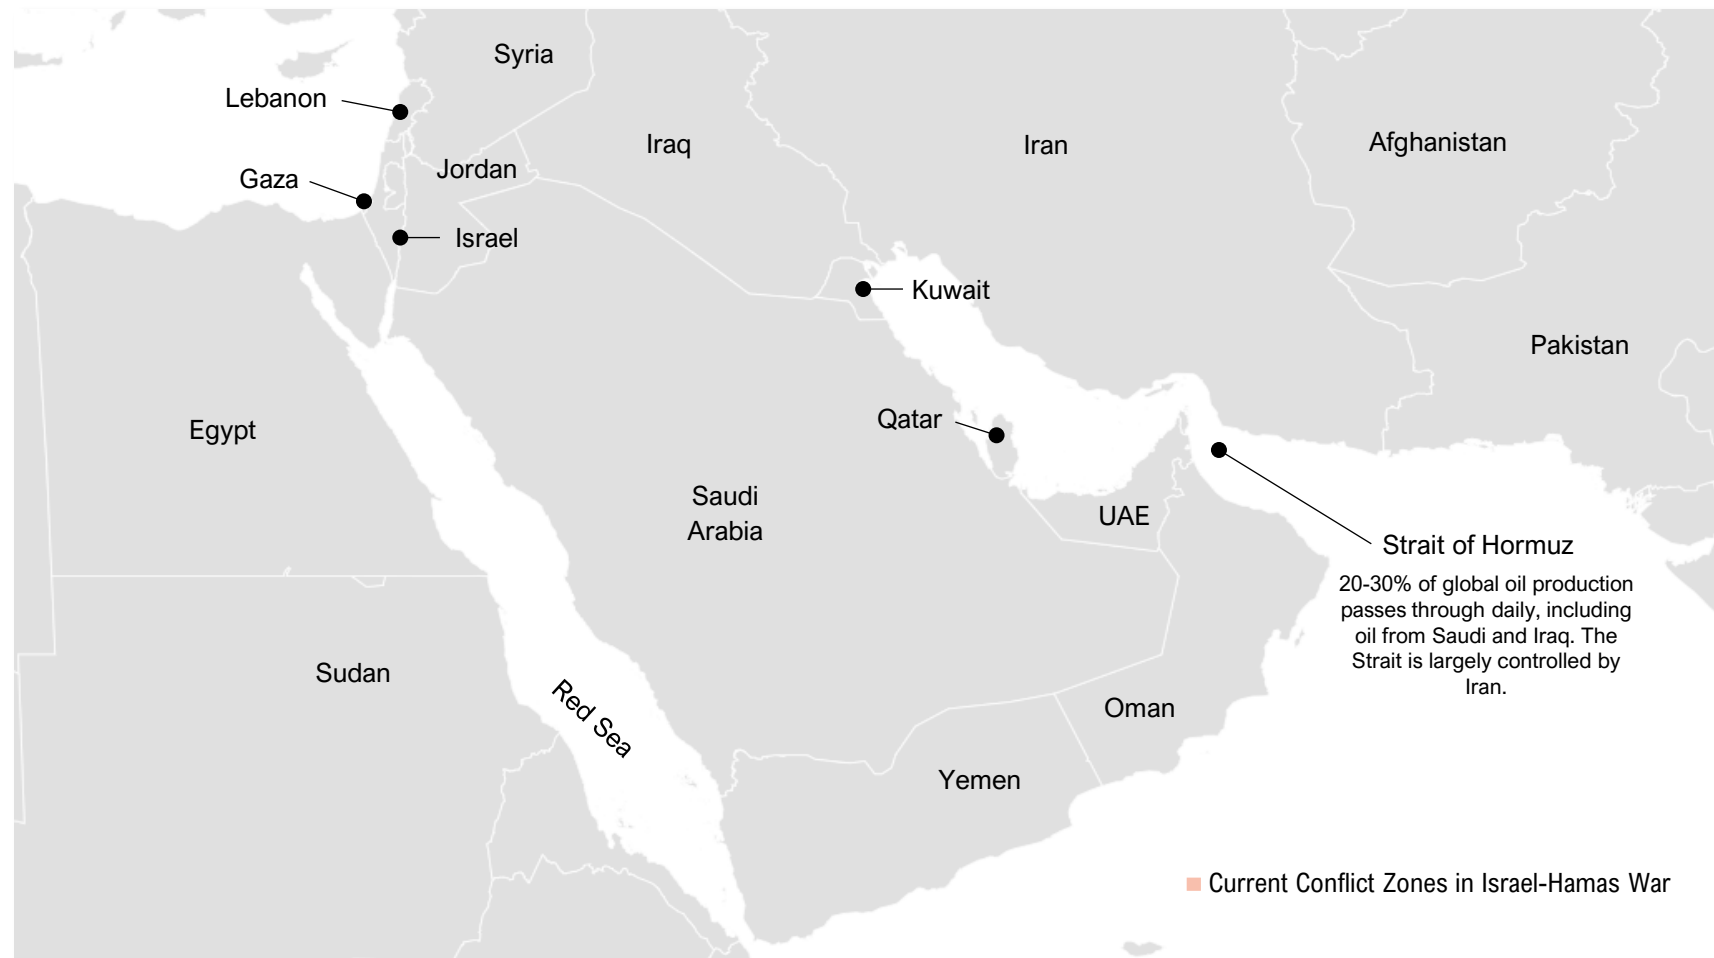 Syria
Lebanon
Iraq
Iran
Afghanistan
Jordan
Gaza
Israel
Kuwait
Pakistan
Qatar
Egypt
Saudi
Arabia
UAE
Strait of Hormuz
20-30% of global oil production
passes through daily, including
oil from Saudi and Iraq. The
Strait is largely controlled by
Iran.
Sudan
Red Sea
Oman
Yemen
Current Conflict Zones in Israel-Hamas War